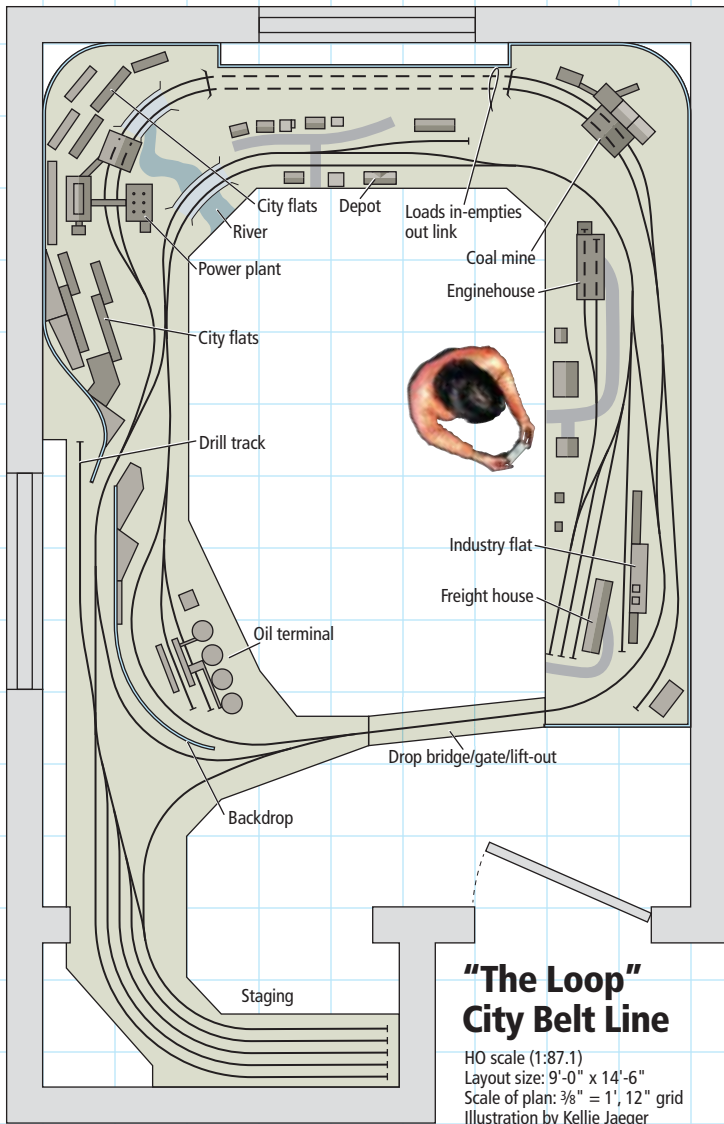 City flats
Depot
Loads in-empties
out link
River
Coal mine
Power plant
Enginehouse
City flats
Drill track
Industry flat
Freight house
Oil terminal
Drop bridge/gate/lift-out
Backdrop
Staging
“The Loop”
City Belt Line
HO scale (1:87.1)
Layout size: 9'-0" x 14'-6"
Scale of plan: ⅜" = 1', 12" grid
Illustration by Kellie Jaeger